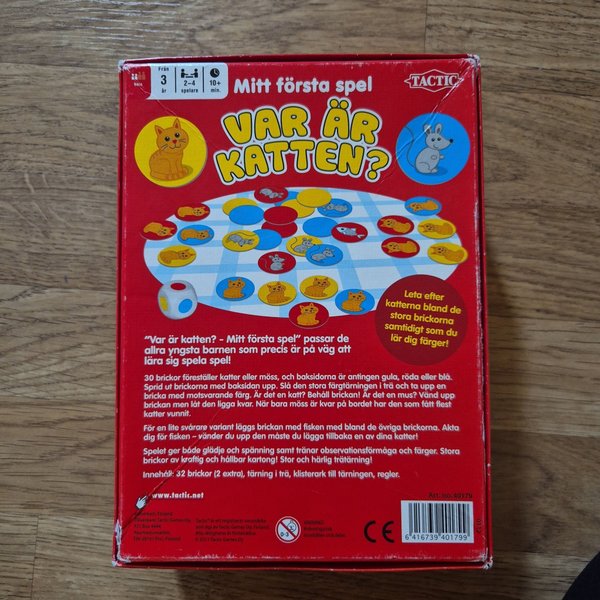 Från
3
år
2–4
spelare
10+
min.
Mitt första spel
TACTIC
VAR ÄR
KATTEN?
Leta efter
katterna bland de
stora brickorna
samtidigt som du
lär dig färger!
"Var är katten? - Mitt första spel" passar de
allra yngsta barnen som precis är på väg att
lära sig spela spel!
30 brickor föreställer katter eller möss, och baksidorna är antingen gula, röda eller blå.
Sprid ut brickorna med baksidan upp. Slå den stora färgtärningen i trä och ta upp en
bricka med motsvarande färg. Är det en katt? Behåll brickan! Är det en mus? Vänd upp
brickan men låt den ligga kvar. När bara möss är kvar på bordet har den som fått flest
katter vunnit.
För en lite svårare variant läggs brickan med fisken med bland de övriga brickorna. Akta
dig för fisken – vänder du upp den måste du lägga tillbaka en av dina katter!
Spelet ger både glädje och spänning samt tränar observationsförmåga och färger. Stora
brickor av kraftig och hållbar kartong! Stor och härlig trätärning!
Innehåll: 32 brickor (2 extra), tärning i trä, klisterark till tärningen, regler.
www.tactic.net
Art. no. 40179
0-3
CE
6 416739 401799